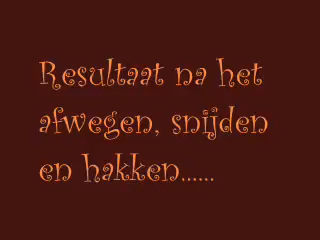 Resultaat na het
afwegen, snijden
en hakken......